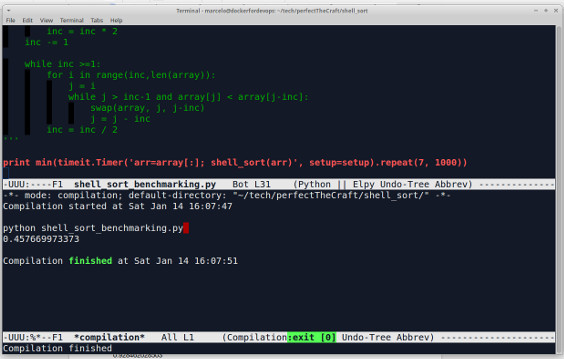 Terminal - marcelo@dockerfordevopc: ~/tech/perfectTheCraft/shell_sort
File Edit View Terminal Tabs Help
inc = inc * 2
inc -= 1
while inc >=1:
for i in range(inc,len(array)):
j = i
while j > inc-1 and array[j] < array[j-inc]:
swap(array, j, j-inc)
j = j - inc
inc = inc / 2
'''
print min(timeit.Timer('arr=array[:]; shell_sort(arr)', setup=setup).repeat(7, 1000))
-UUU:----F1 shell_sort_benchmarking.py Bot L31 (Python || Elpy Undo-Tree Abbrev) --------------
-*- mode: compilation; default-directory: "~/tech/perfectTheCraft/shell_sort/" -*-
Compilation started at Sat Jan 14 16:07:47
python shell_sort_benchmarking.py
0.457669973373
Compilation finished at Sat Jan 14 16:07:51
-UUU:%*--F1 *compilation* All L1 (Compilation:exit [0] Undo-Tree Abbrev) ---------------------
Compilation finished